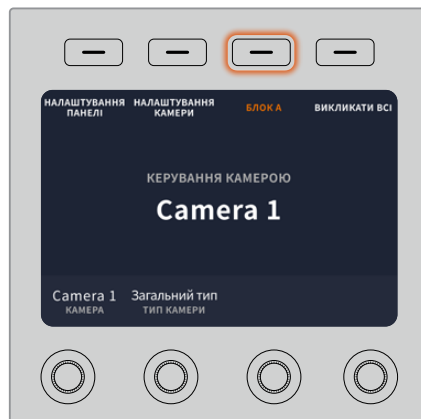 НАЛАШТУВАННЯ ПАНЕЛІ
НАЛАШТУВАННЯ КАМЕРИ
БЛОК А
ВИКЛИКАТИ ВСІ
КЕРУВАННЯ КАМЕРОЮ
Camera 1
Camera 1
КАМЕРА
Загальний тип
ТИП КАМЕРИ